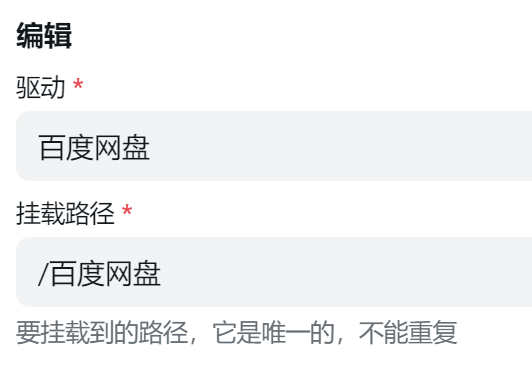 编辑
驱动 *
百度网盘
挂载路径 *
/百度网盘
要挂载到的路径，它是唯一的，不能重复